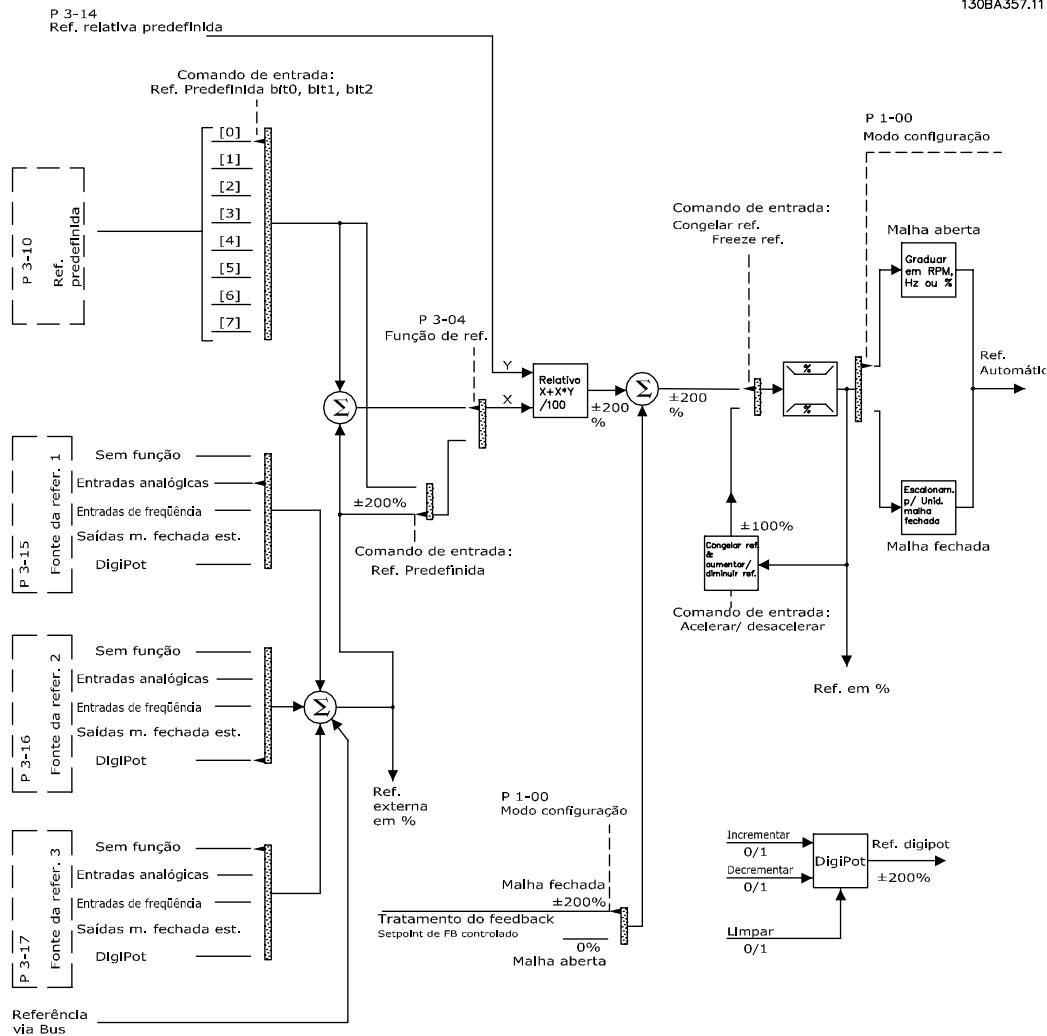 130BA357.11
P 3-14
Ref. relativa predefinida
Comando de entrada:
Ref. Predefinida bit0, bit1, bit2
P 1-00
Modo configuração
[0]
[1]
[2]
[3]
[4]
[5]
[6]
[7]
P 3-10
Ref.
predefinida
Comando de entrada:
Congelar ref.
Freeze ref.
Malha aberta
Graduar
em RPM,
Hz ou %
P 3-04
Função de ref.
Y
X
Relativo
X+X*Y
/100
±200
%
Σ
±200
%
%
%
Ref.
Automátic
Σ
P 3-15
Fonte da refer. 1
Sem função
Entradas analógicas
Entradas de freqüência
Saídas m. fechada est.
DigiPot
±200%
Comando de entrada:
Ref. Predefinida
±100%
Congelar ref.
&
aumentar/
diminuir ref.
Comando de entrada:
Acelerar/ desacelerar
Escalonam.
p/ Unid.
malha
fechada
Malha fechada
Ref. em %
P 3-16
Fonte da refer. 2
Sem função
Entradas analógicas
Entradas de freqüência
Saídas m. fechada est.
DigiPot
Σ
Ref.
externa
em %
P 1-00
Modo configuração
Malha fechada
±200%
Tratamento do feedback
Setpoint de FB controlado
0%
Malha aberta
Incrementar
0/1
Decrementar
0/1
Limpar
0/1
DigiPot
Ref. digipot
±200%
P 3-17
Fonte da refer. 3
Sem função
Entradas analógicas
Entradas de freqüência
Saídas m. fechada est.
DigiPot
Referência
via Bus